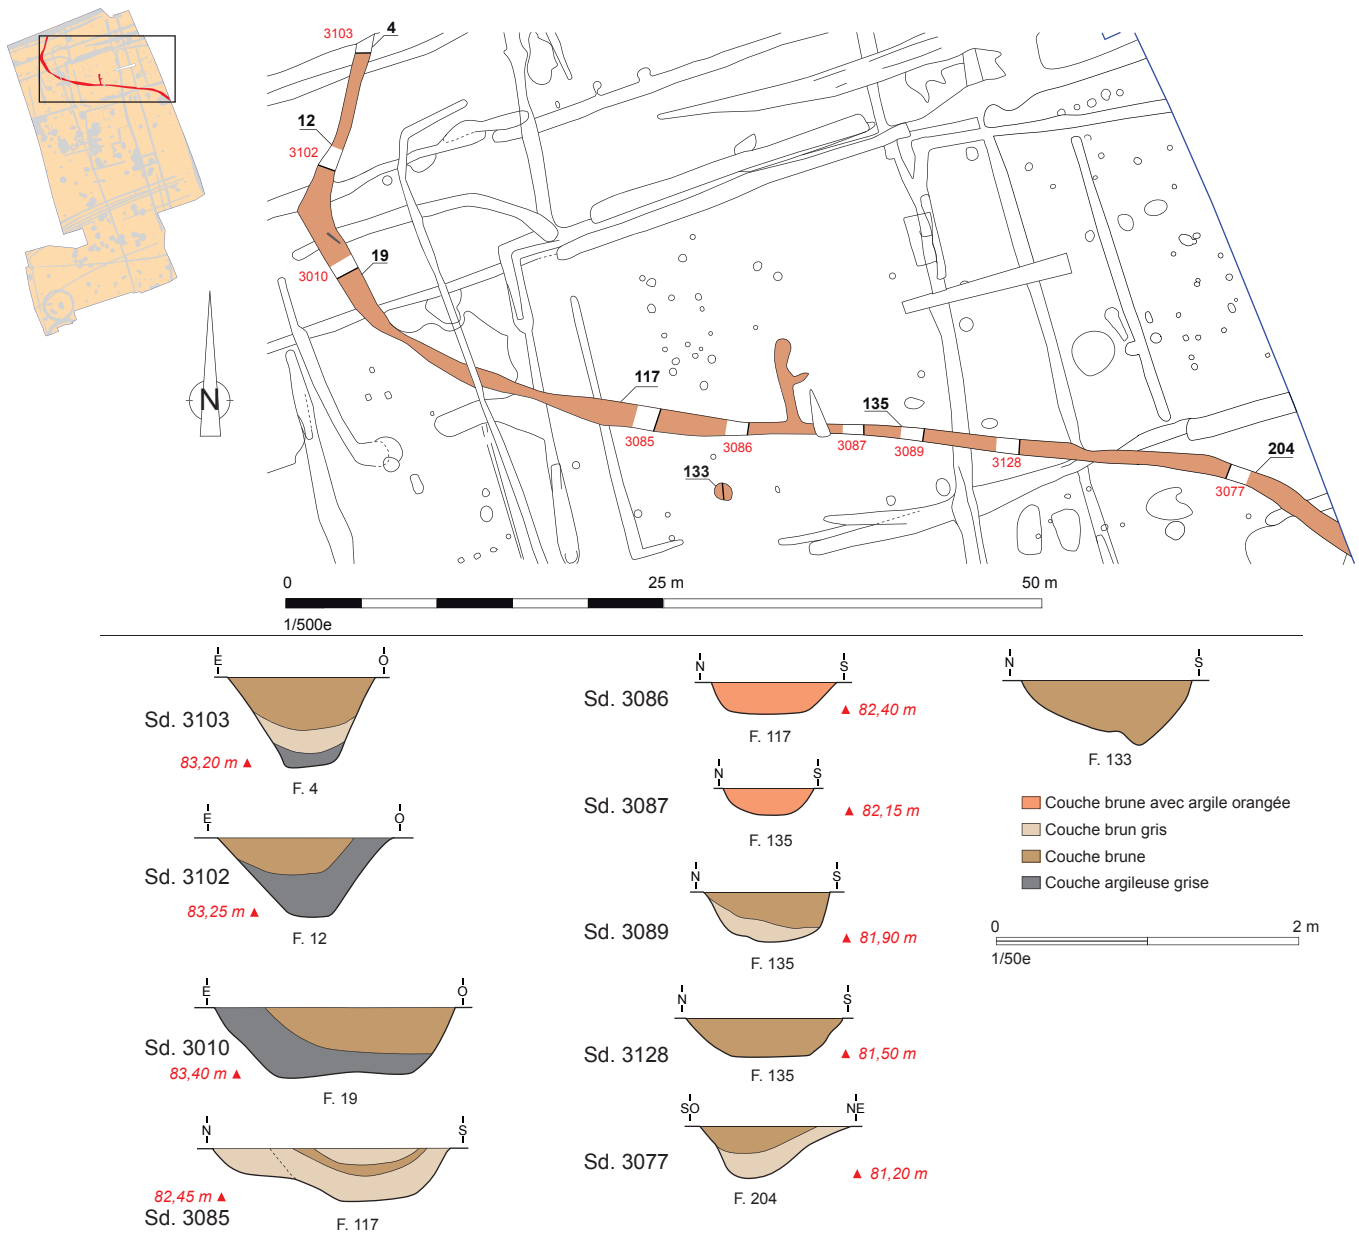 3103
4
12
3102
19
3010
N
117
3085
3086
135
3087
3089
3128
204
3077
133
0 25 m 50 m
1/500e
E O
Sd. 3103
83,20 m
F. 4
E O
Sd. 3102
83,25 m
F. 12
E O
Sd. 3010
83,40 m
F. 19
N S
82,45 m
Sd. 3085
F. 117
N S
Sd. 3086
82,40 m
F. 117
N S
Sd. 3087
82,15 m
F. 135
N S
Sd. 3089
81,90 m
F. 135
N S
Sd. 3128
81,50 m
F. 135
SO NE
Sd. 3077
81,20 m
F. 204
N S
F. 133
Couche brune avec argile orangée
Couche brun gris
Couche brune
Couche argileuse grise
0 2 m
1/50e